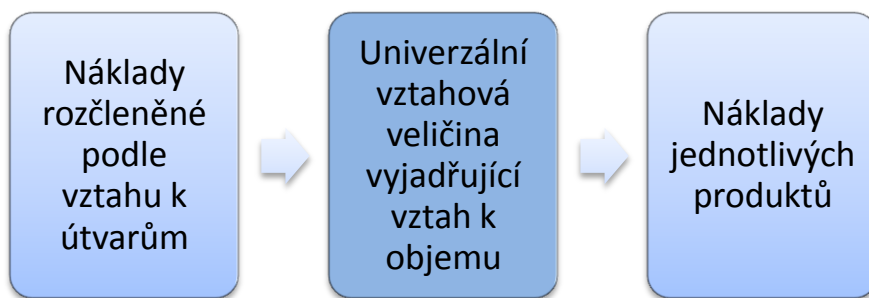 Náklady
rozčleněné
podle
vztahu k
útvarům
Univerzální
vztahová
veličina
vyjadřující
vztah k
objemu
Náklady
jednotlivých
produktů